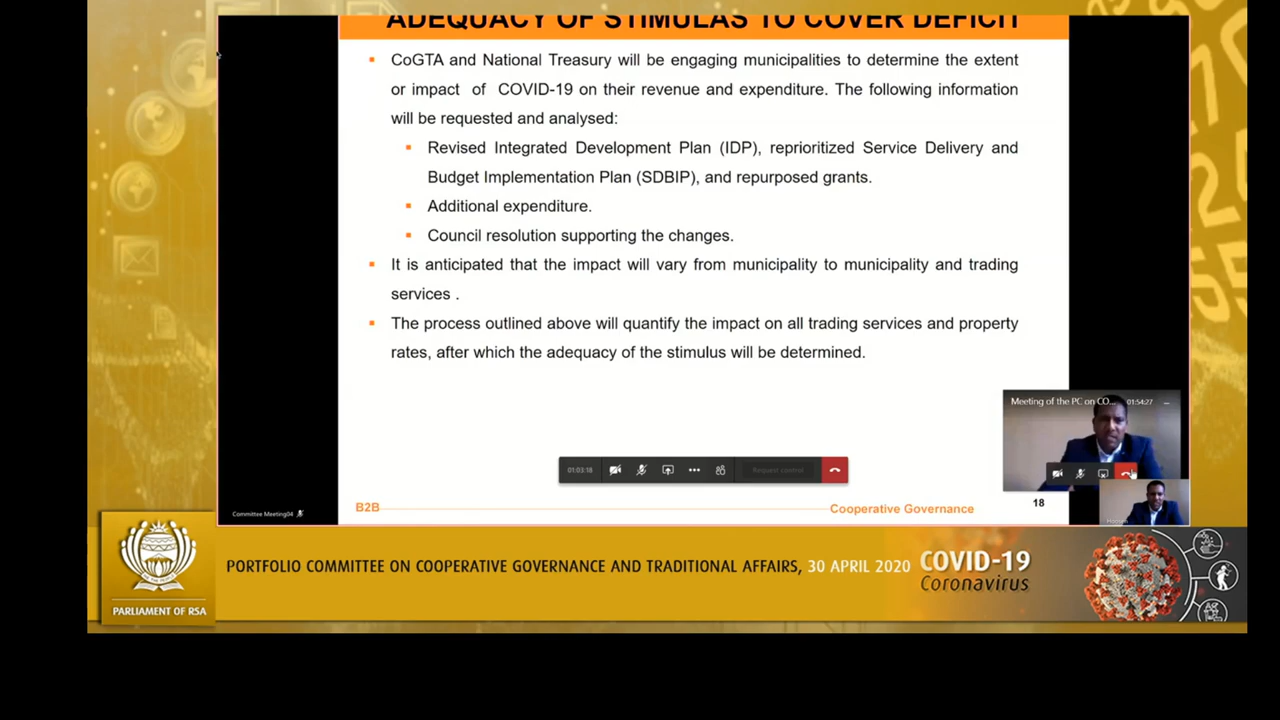 ADEQUACY OF STIMULAS TO COVER DEFICIT
▪ CoGTA and National Treasury will be engaging municipalities to determine the extent
or impact of COVID-19 on their revenue and expenditure. The following information
will be requested and analysed:
▪ Revised Integrated Development Plan (IDP), reprioritized Service Delivery and
Budget Implementation Plan (SDBIP), and repurposed grants.
▪ Additional expenditure.
▪ Council resolution supporting the changes.
▪ It is anticipated that the impact will vary from municipality to municipality and trading
services .
▪ The process outlined above will quantify the impact on all trading services and property
rates, after which the adequacy of the stimulus will be determined.
Meeting of the PC on CO... 01:54:27
01:03:18
Request control
B2B
Cooperative Governance
18
Committee Meeting04
PORTFOLIO COMMITTEE ON COOPERATIVE GOVERNANCE AND TRADITIONAL AFFAIRS, 30 APRIL 2020
COVID-19
Coronavirus
PARLIAMENT OF RSA